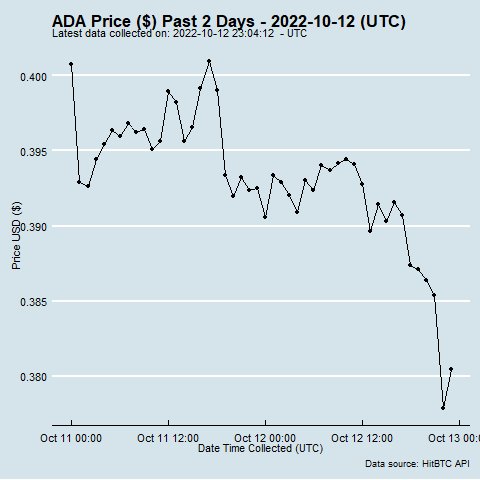 ADA Price ($) Past 2 Days - 2022-10-12 (UTC)
Latest data collected on: 2022-10-12 23:04:12 - UTC
0.400
0.395
0.390
0.385
0.380
Price USD ($)
Oct 11 00:00 Oct 11 12:00 Oct 12 00:00 Oct 12 12:00 Oct 13 00:0
Date Time Collected (UTC)
Data source: HitBTC API